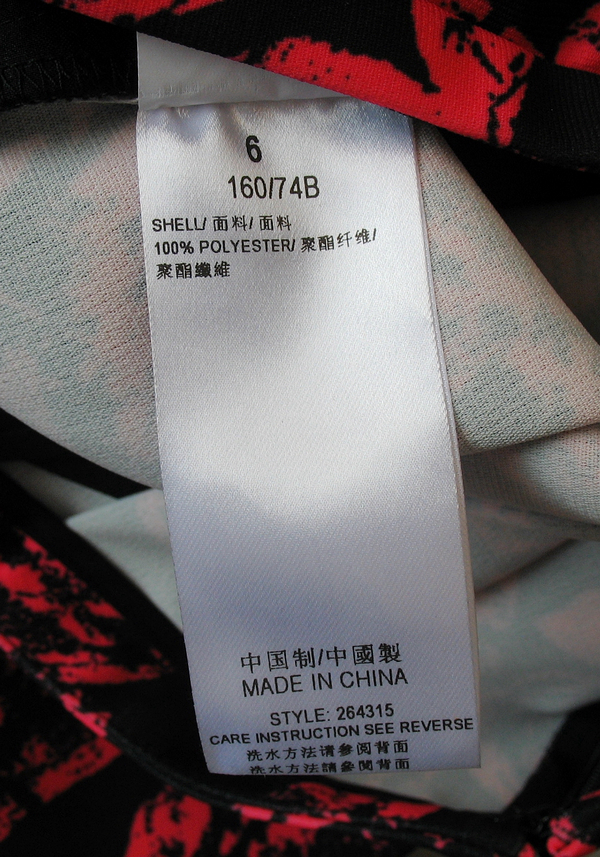 6
160/74B
SHELL/ 面料/ 面料
100% POLYESTER/ 聚酯纤维/
聚酯纖維
中国制/中國製
MADE IN CHINA
STYLE: 264315
CARE INSTRUCTION SEE REVERSE
洗水方法请参阅背面
洗水方法請參閱背面